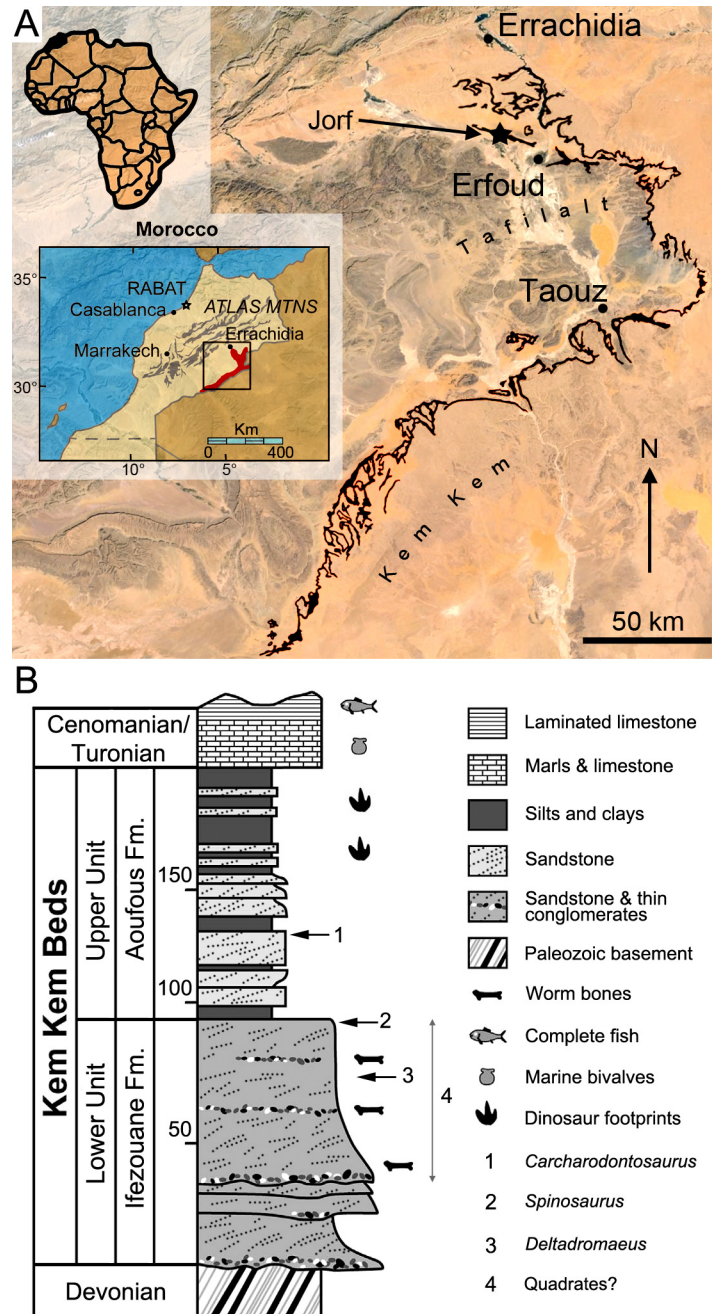 A
Errachidia
Jorf
Erfoud
Tafilalt
Taouz
Kem Kem
N
50 km
Morocco
35°
30°
RABAT
Casablanca
ATLAS MTNS
Errachidia
Marrakech
Km
0 400
10° 5°
B
Cenomanian/
Turonian
Kem Kem Beds
Upper Unit
Aoufous Fm.
Lower Unit
Ifezouane Fm.
150
100
50
1
2
3
4
Devonian
Laminated limestone
Marls & limestone
Silts and clays
Sandstone
Sandstone & thin
conglomerates
Paleozoic basement
Worm bones
Complete fish
Marine bivalves
Dinosaur footprints
1 Carcharodontosaurus
2 Spinosaurus
3 Deltadromaeus
4 Quadrates?